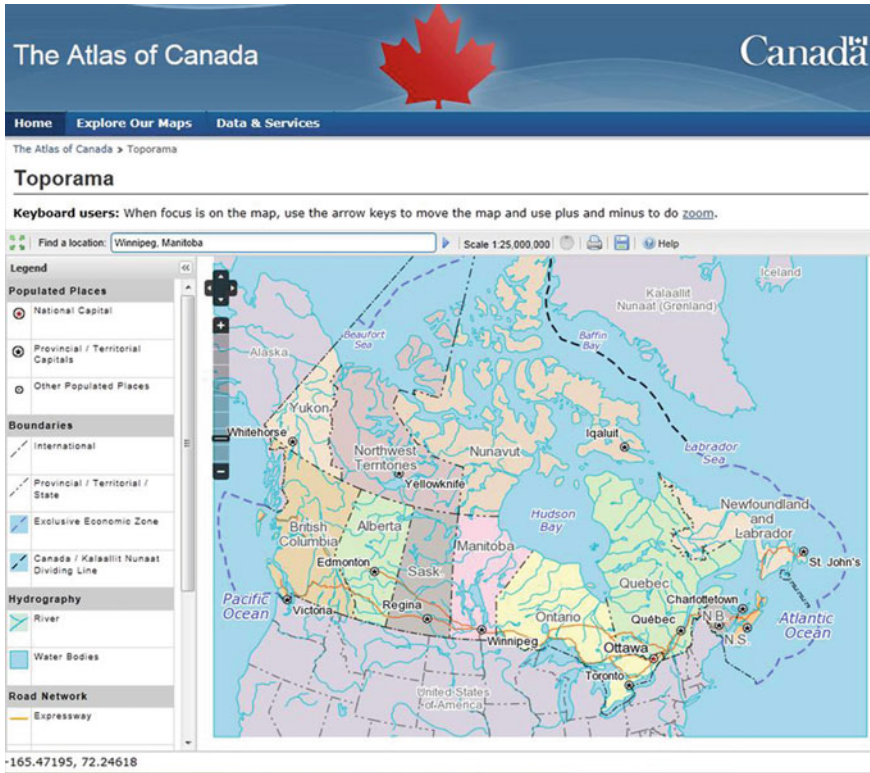 The Atlas of Canada
Canada
Home Explore Our Maps Data & Services
The Atlas of Canada > Toporama
Toporama
Keyboard users: When focus is on the map, use the arrow keys to move the map and use plus and minus to do zoom.
Find a location: Winnipeg, Manitoba Scale 1:25,000,000 Help
Legend
Populated Places
National Capital
Provincial / Territorial
Capitals
Other Populated Places
Boundaries
International
Provincial / Territorial /
State
Exclusive Economic Zone
Canada / Kalaallit Nunaat
Dividing Line
Hydrography
River
Water Bodies
Road Network
Expressway
Iceland
Kalaallit
Nunaat (Grønland)
Beaufort
Sea
Baffin
Bay
Alaska
Yukon
Whitehorse
Iqaluit
Northwest
Territories
Nunavut
Labrador
Sea
Yellowknife
Hudson
Bay
Newfoundland
and
Labrador
British
Columbia
Alberta
Manitoba
Edmonton
Sask.
St. John's
Quebec
Pacific
Ocean
Victoria
Regina
Charlottetown
Ontario
Québec
N.B.
Atlantic
Ocean
Winnipeg
N.S.
Ottawa
Toronto
United States
of America
-165.47195, 72.24618